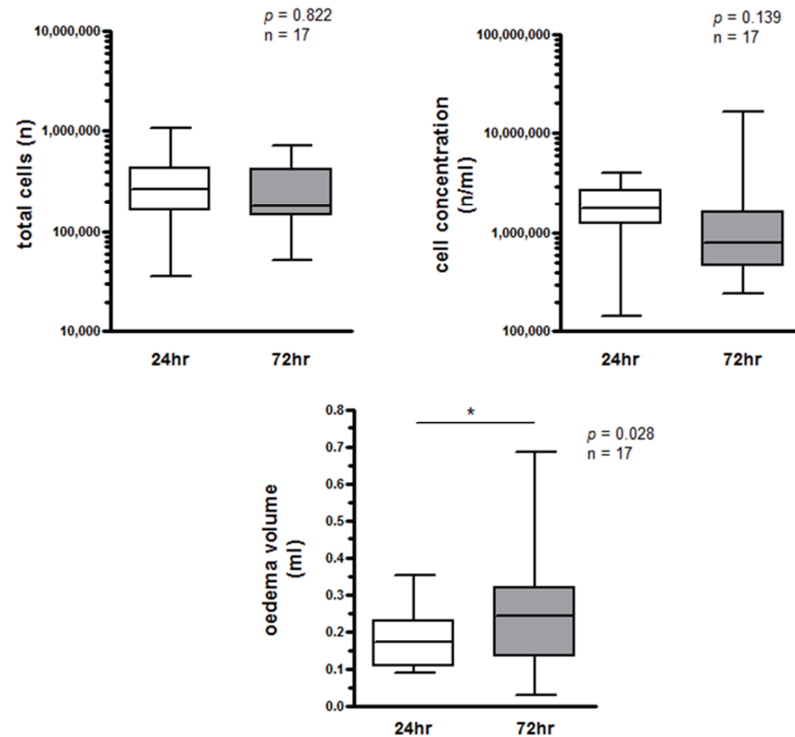 p = 0.822
n = 17
10,000,000
1,000,000
100,000
10,000
total cells (n)
24hr
72hr
p = 0.139
n = 17
100,000,000
10,000,000
1,000,000
100,000
cell concentration
(n/ml)
24hr
72hr
*
p = 0.028
n = 17
0.8
0.7
0.6
0.5
0.4
0.3
0.2
0.1
0.0
oedema volume
(ml)
24hr
72hr